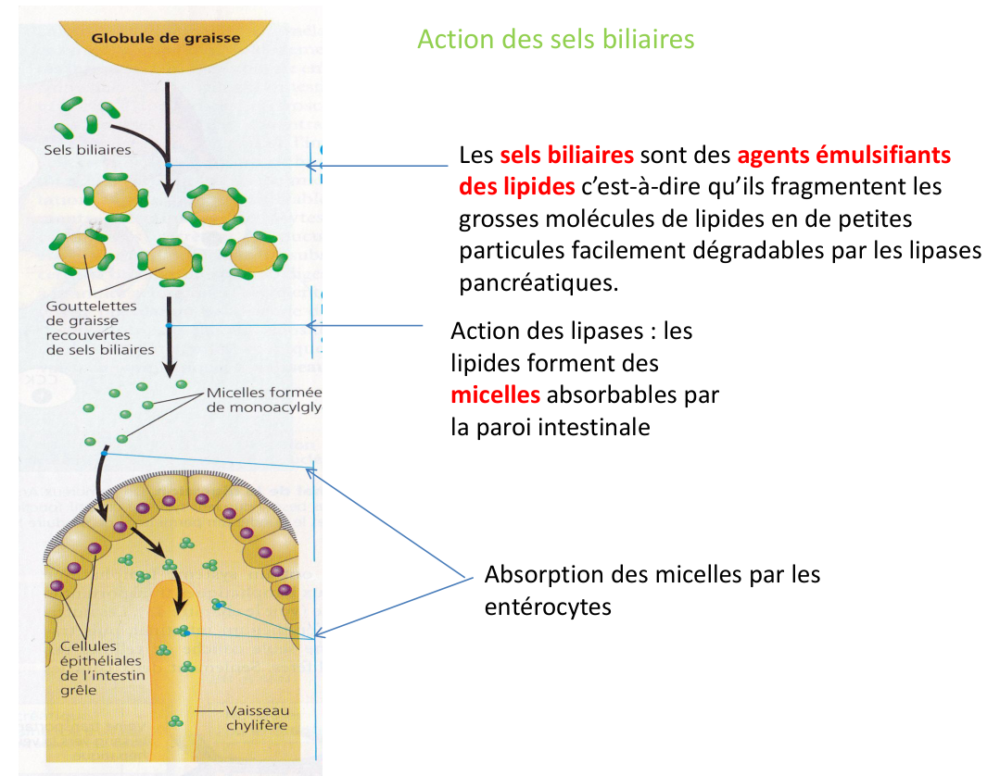 Action des sels biliaires
Globule de graisse
Sels biliaires
Gouttelettes
de graisse
recouvertes
de sels biliaires
Micelles formée
de monoacylgly
Cellules
épithéliales
de l'intestin
grêle
Vaisseau
chylifère
Les sels biliaires sont des agents émulsifiants
des lipides c'est-à-dire qu'ils fragmentent les
grosses molécules de lipides en de petites
particules facilement dégradables par les lipases
pancréatiques.
Action des lipases : les
lipides forment des
micelles absorbables par
la paroi intestinale
Absorption des micelles par les
entérocytes